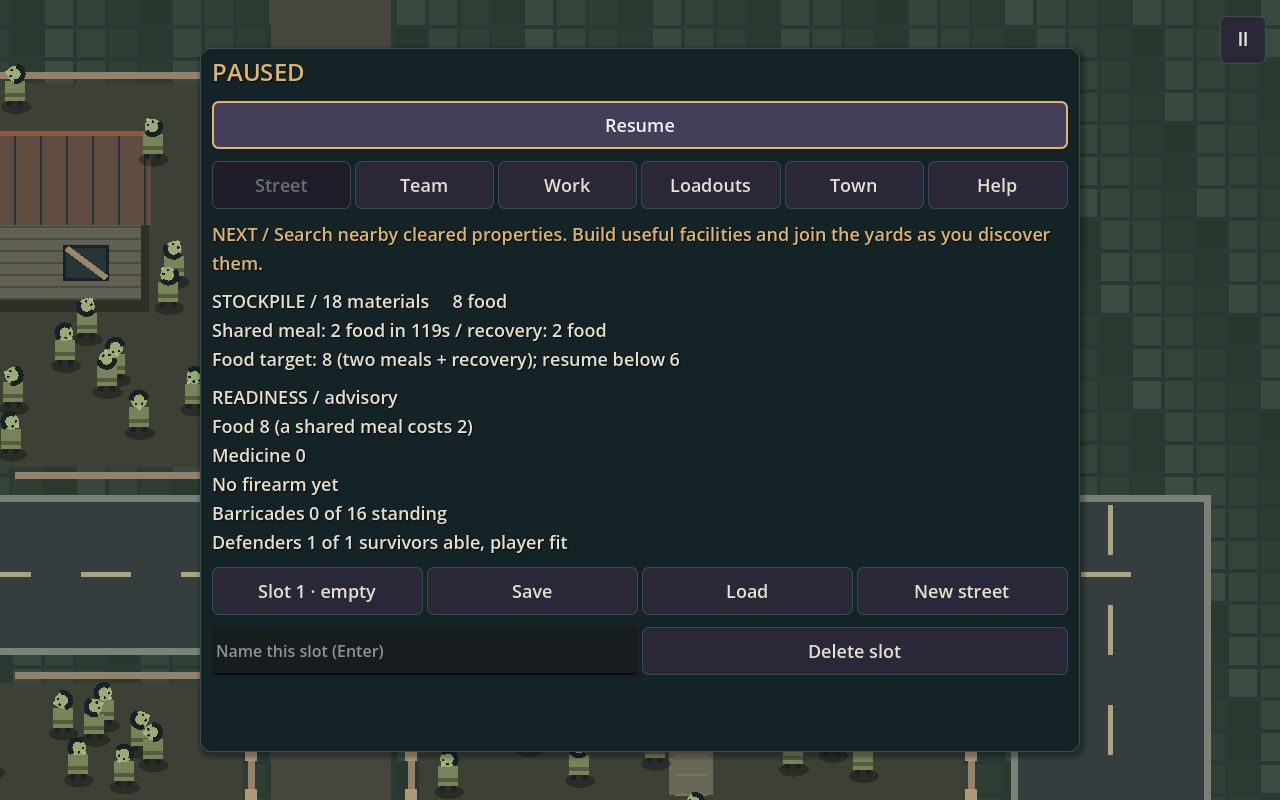 PAUSED
Resume
Street
Team
Work
Loadouts
Town
Help
NEXT / Search nearby cleared properties. Build useful facilities and join the yards as you discover
them.
STOCKPILE / 18 materials 8 food
Shared meal: 2 food in 119s / recovery: 2 food
Food target: 8 (two meals + recovery); resume below 6
READINESS / advisory
Food 8 (a shared meal costs 2)
Medicine 0
No firearm yet
Barricades 0 of 16 standing
Defenders 1 of 1 survivors able, player fit
Slot 1 · empty
Save
Load
New street
Name this slot (Enter)
Delete slot